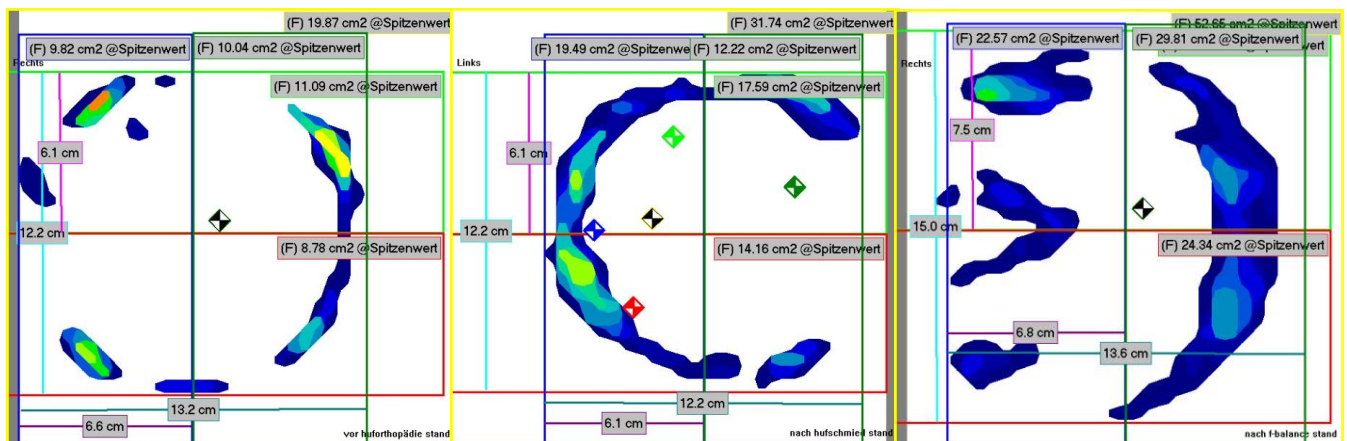 (F) 19.87 cm2 @Spitzenwert
(F) 9.82 cm2 @Spitzenwert
(F) 10.04 cm2 @Spitzenwert
Rechts
(F) 11.09 cm2 @Spitzenwert
6.1 cm
12.2 cm
(F) 8.78 cm2 @Spitzenwert
13.2 cm
6.6 cm
vor huforthopädie stand
(F) 31.74 cm2 @Spitzenwert
(F) 19.49 cm2 @Spitzenwe
(F) 12.22 cm2 @Spitzenwert
Links
(F) 17.59 cm2 @Spitzenwert
6.1 cm
12.2 cm
(F) 14.16 cm2 @Spitzenwert
12.2 cm
6.1 cm
nach hufschmied stand
(F) 52.65 cm2 @Spitzenwert
(F) 22.57 cm2 @Spitzenwert
(F) 29.81 cm2 @Spitzenwert
Rechts
7.5 cm
15.0 cm
(F) 24.34 cm2 @Spitzenwert
6.8 cm
13.6 cm
nach f-balance stand